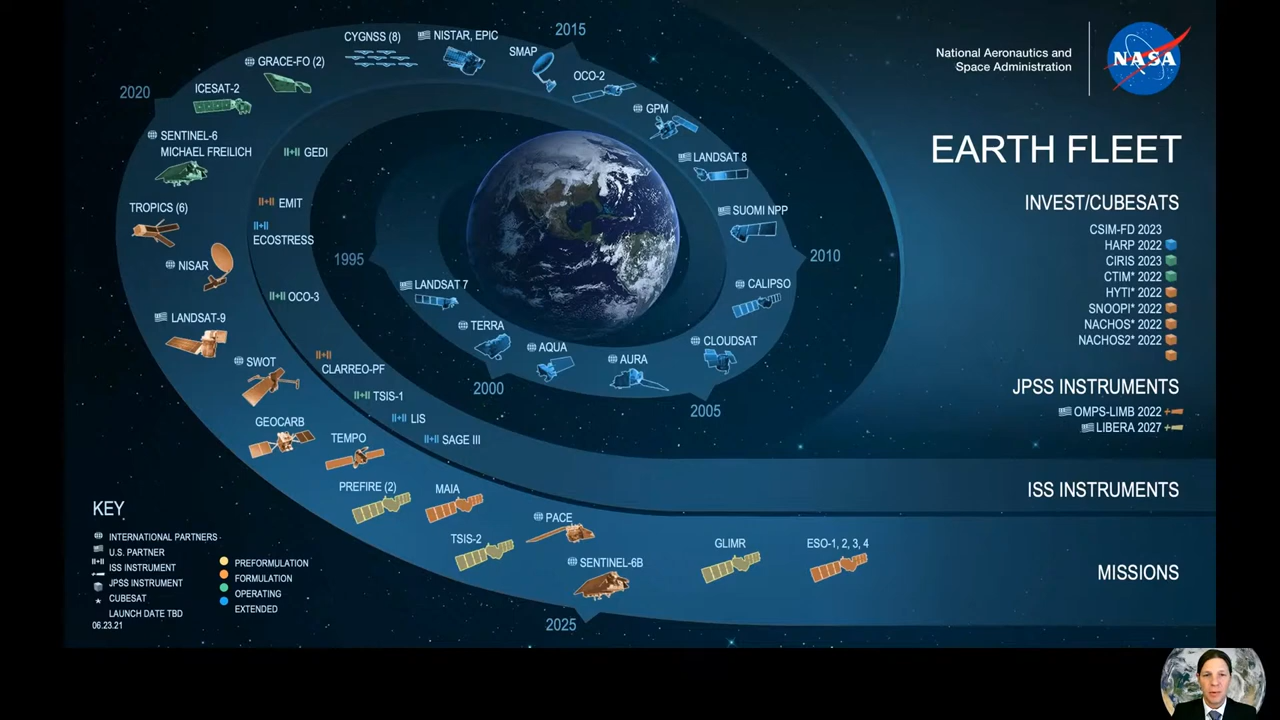 National Aeronautics and
Space Administration
NASA
EARTH FLEET
INVEST/CUBESATS
CSIM-FD 2023
HARP 2022
CIRIS 2023
CTIM* 2022
HYTI* 2022
SNOOPI* 2022
NACHOS* 2022
NACHOS2* 2022
JPSS INSTRUMENTS
OMPS-LIMB 2022
LIBERA 2027
ISS INSTRUMENTS
MISSIONS
2015
CYGNSS (8)
NISTAR, EPIC
SMAP
OCO-2
GRACE-FO (2)
ICESAT-2
2020
GPM
SENTINEL-6
MICHAEL FREILICH
GEDI
LANDSAT 8
TROPICS (6)
EMIT
SUOMI NPP
ECOSTRESS
1995
2010
NISAR
OCO-3
LANDSAT 7
CALIPSO
LANDSAT-9
TERRA
AQUA
AURA
CLOUDSAT
SWOT
CLARREO-PF
2000
2005
TSIS-1
GEOCARB
TEMPO
LIS
SAGE III
PREFIRE (2)
MAIA
PACE
TSIS-2
SENTINEL-6B
GLIMR
ESO-1, 2, 3, 4
2025
KEY
INTERNATIONAL PARTNERS
U.S. PARTNER
ISS INSTRUMENT
JPSS INSTRUMENT
CUBESAT
* LAUNCH DATE TBD
06.23.21
PREFORMULATION
FORMULATION
OPERATING
EXTENDED